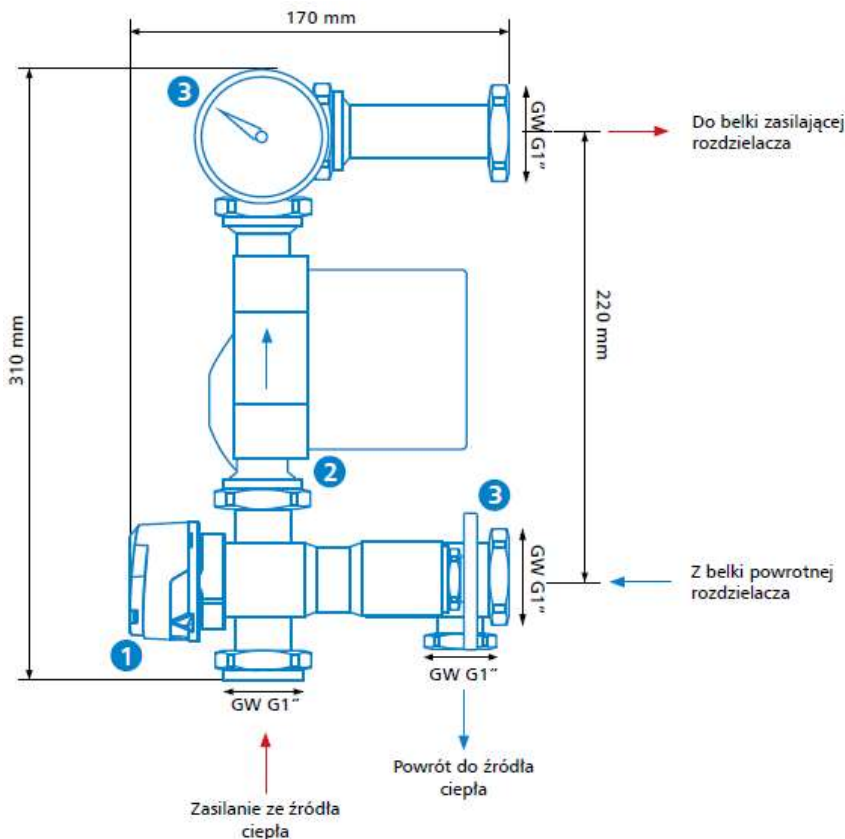 170 mm
3
GW G1″
Do belki zasilającej
rozdzielacza
310 mm
220 mm
2
3
GW G1″
Z belki powrotnej
rozdzielacza
1
GW G1″
GW G1″
Powrót do źródła
ciepła
Zasilanie ze źródła
ciepła